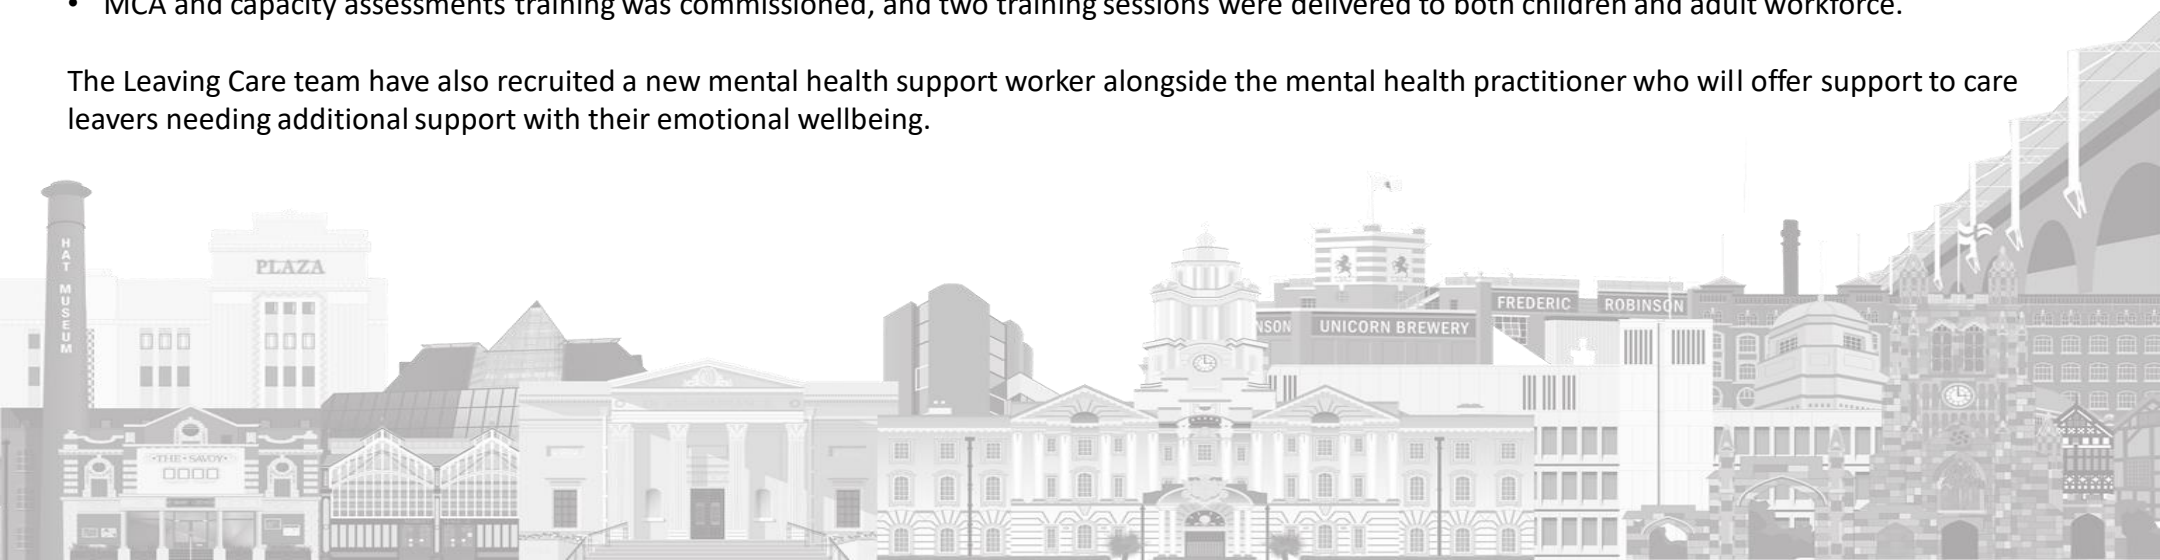 • MCA and capacity assessments training was commissioned, and two training sessions were delivered to both children and adult workforce.
The Leaving Care team have also recruited a new mental health support worker alongside the mental health practitioner who will offer support to care
leavers needing additional support with their emotional wellbeing.
HAT MUSEUM
PLAZA
FREDERIC ROBINSON
NSON UNICORN BREWERY
THE SAVOY